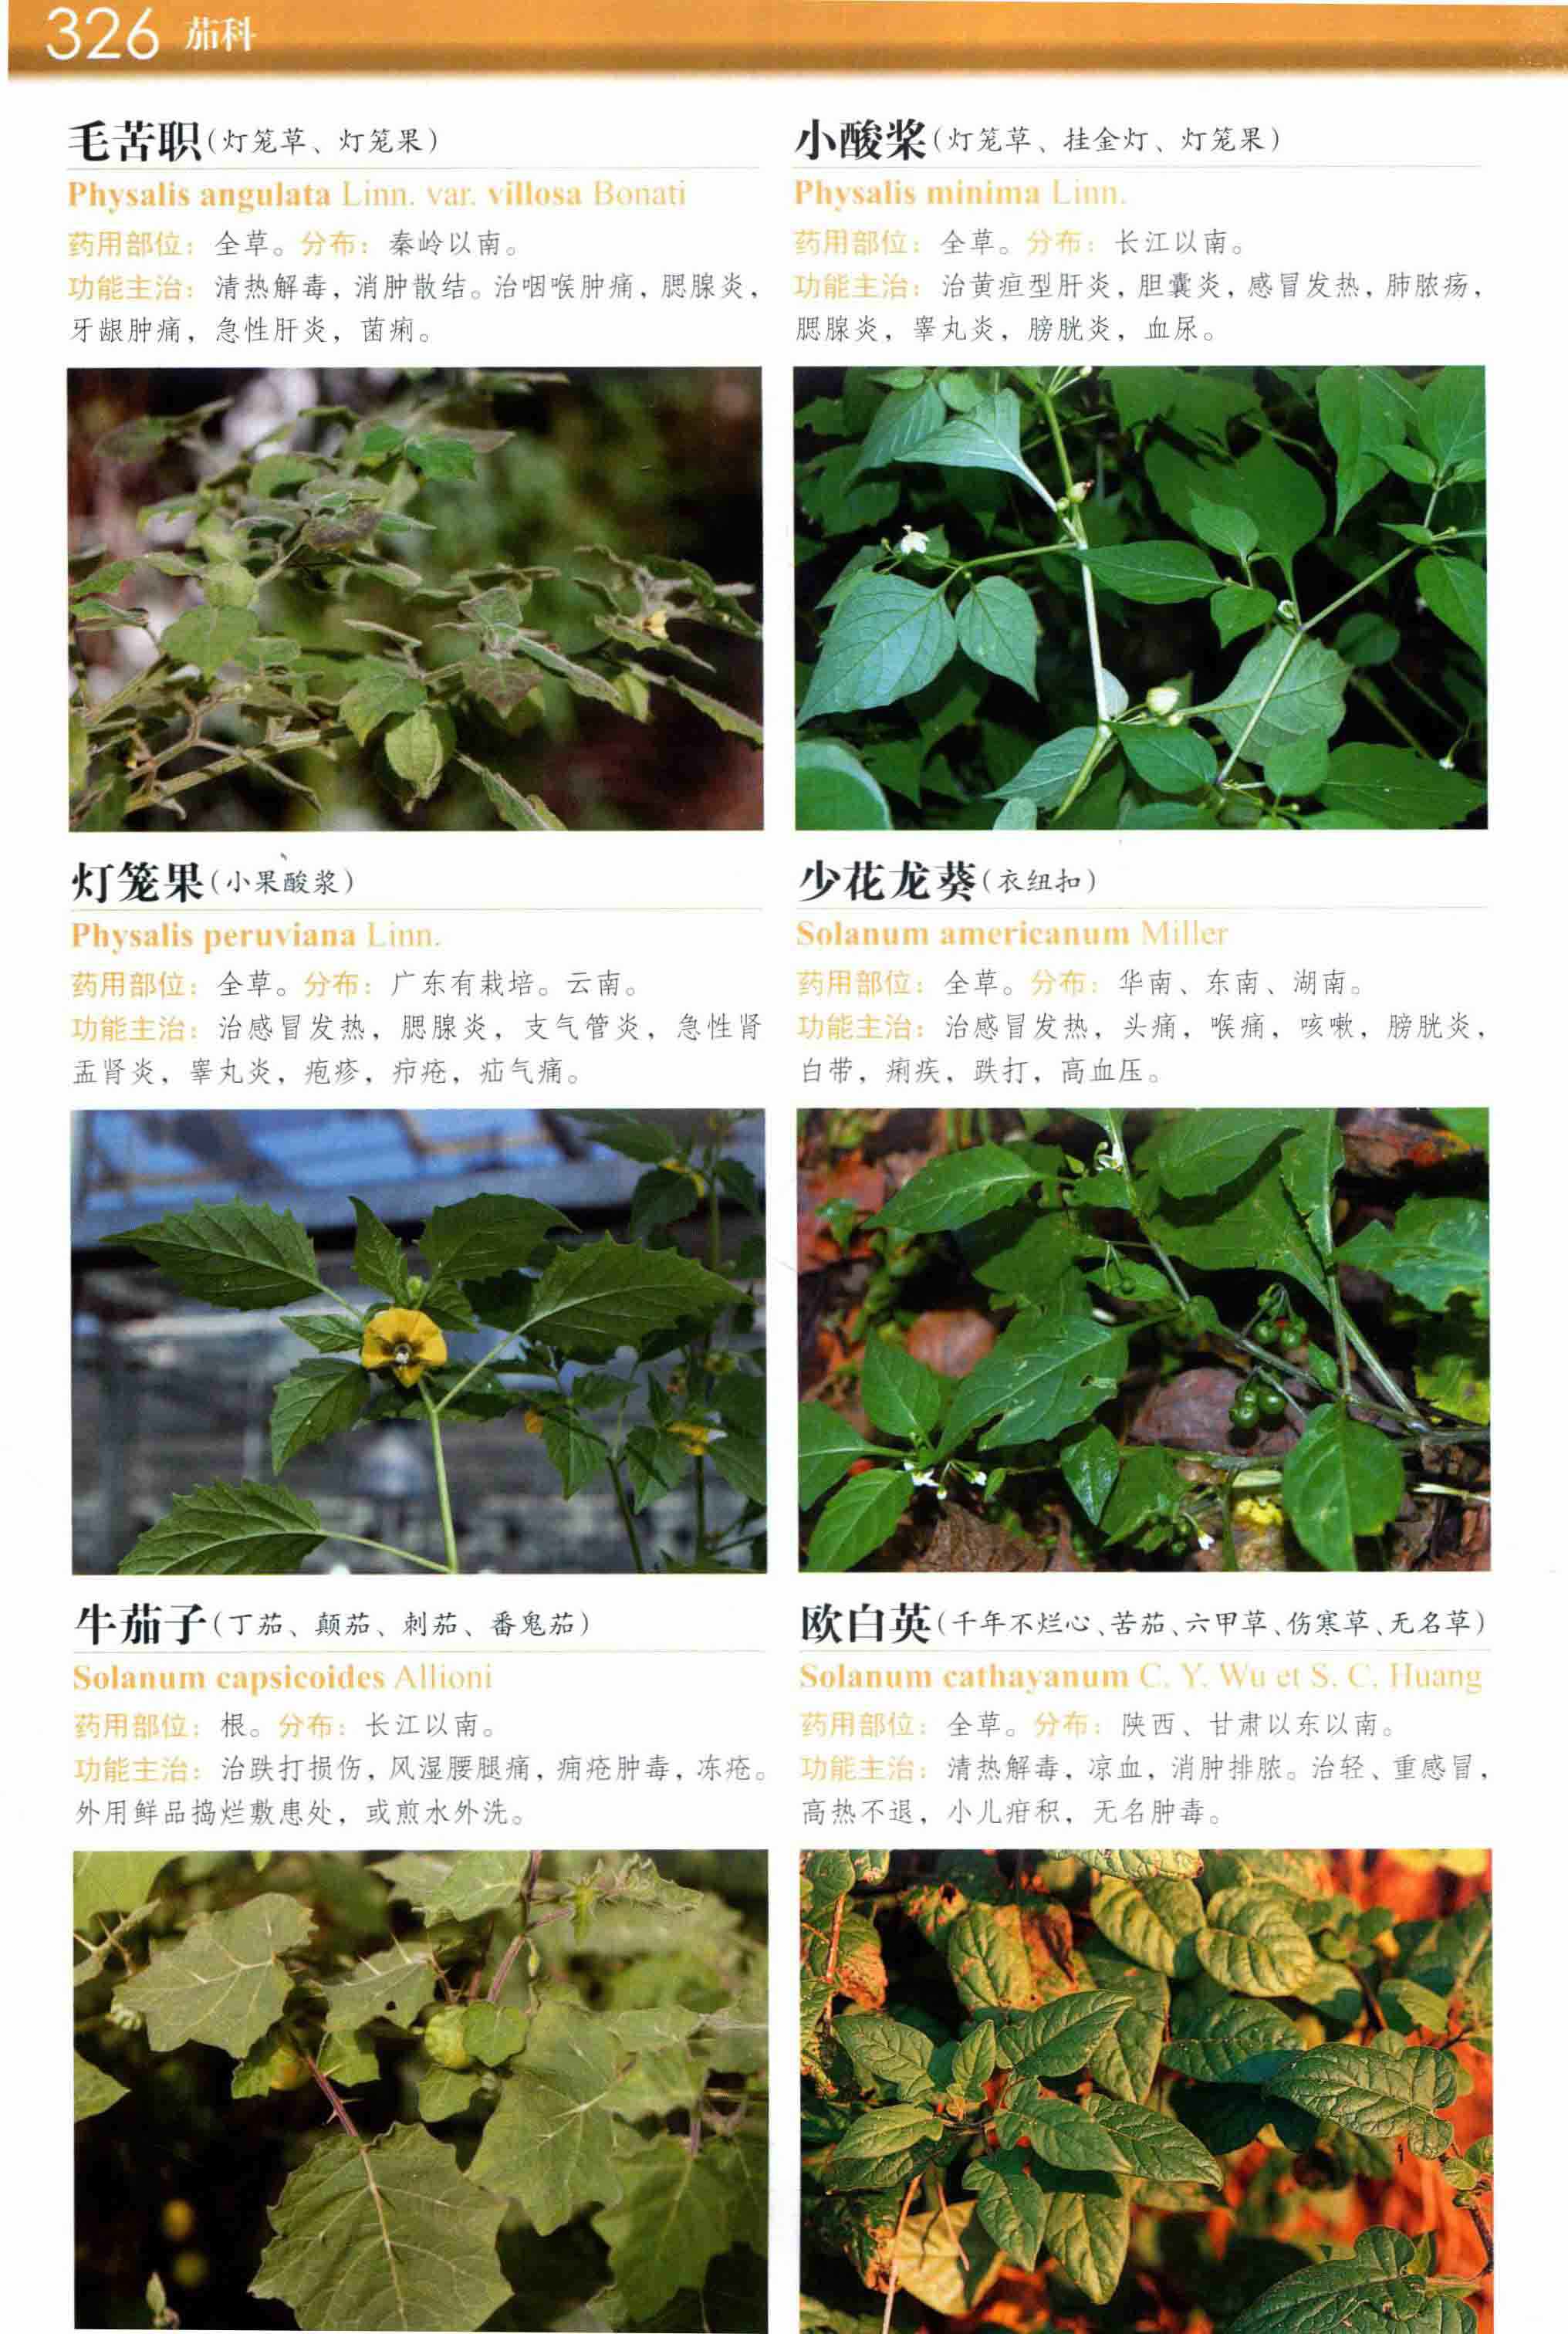 326 茄科
毛苦职(灯笼草、灯笼果)
Physalis angulata Linn. var. villosa Bonati
药用部位：全草。分布：秦岭以南。
功能主治：清热解毒，消肿散结。治咽喉肿痛，腮腺炎，
牙龈肿痛，急性肝炎，菌痢。
小酸桨(灯笼草、挂金灯、灯笼果)
Physalis minima Linn.
药用部位：全草。分布：长江以南。
功能主治：治黄疸型肝炎，胆囊炎，感冒发热，肺脓疡，
腮腺炎，睾丸炎，膀胱炎，血尿。
灯笼果(小果酸浆)
Physalis peruviana Linn.
药用部位：全草。分布：广东有栽培。云南。
功能主治：治感冒发热，腮腺炎，支气管炎，急性肾
盂肾炎，睾丸炎，疱疹，疖疮，疝气痛。
少花龙葵(衣纽扣)
Solanum americanum Miller
药用部位：全草。分布：华南、东南、湖南。
功能主治：治感冒发热，头痛，喉痛，咳嗽，膀胱炎，
白带，痢疾，跌打，高血压。
牛茄子(丁茄、颠茄、刺茄、番鬼茄)
Solanum capsicoides Allioni
药用部位：根。分布：长江以南。
功能主治：治跌打损伤，风湿腰腿痛，痈疮肿毒，冻疮。
外用鲜品捣烂敷患处，或煎水外洗。
欧白英(千年不烂心、苦茄、六甲草、伤寒草、无名草)
Solanum cathayanum C. Y. Wu et S. C. Huang
药用部位：全草。分布：陕西、甘肃以东以南。
功能主治：清热解毒，凉血，消肿排脓。治轻、重感冒，
高热不退，小儿疳积，无名肿毒。